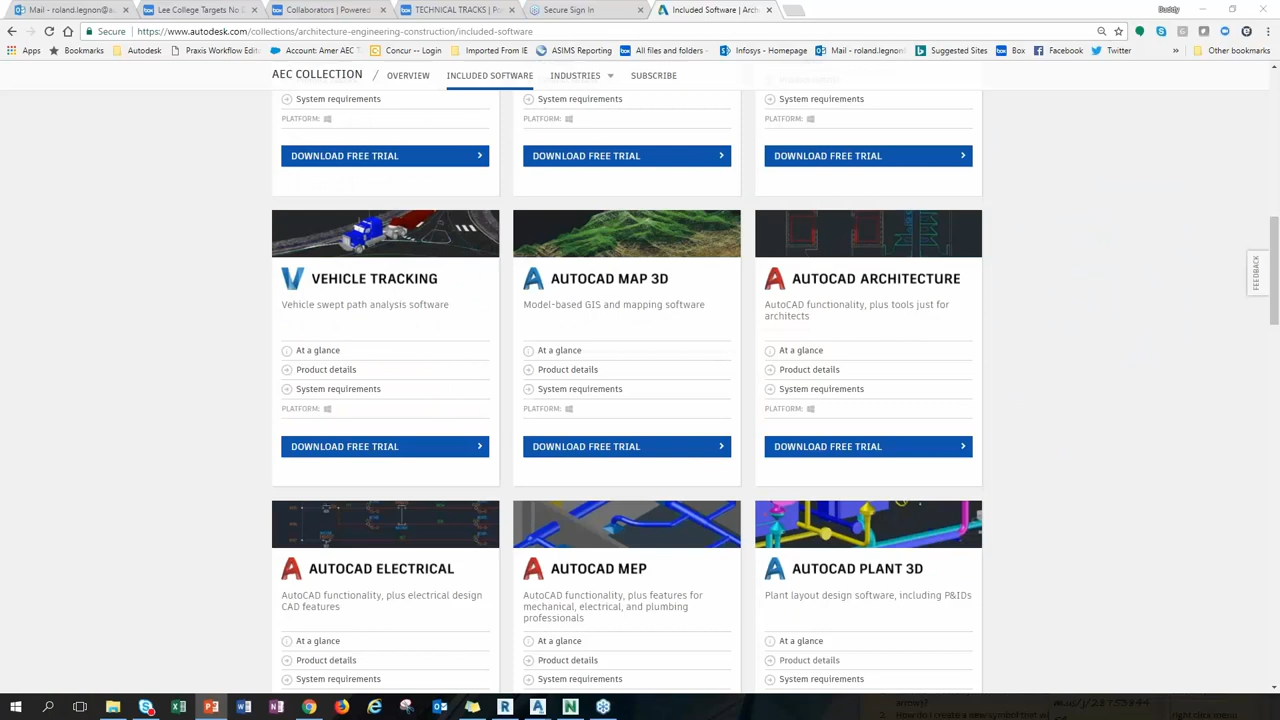 Mail - roland.legnon@a
Lee College Targets No D
Collaborators | Powered
TECHNICAL TRACKS | Po
Secure Sign In
Included Software | Arch
Buddy
Secure
https://www.autodesk.com/collections/architecture-engineering-construction/included-software
Apps
Bookmarks
Autodesk
Praxis Workflow Edit
Account: Amer AEC T
Concur -- Login
Imported From IE
ASIMS Reporting
All files and folders
Infosys - Homepage
Mail - roland.legnon
Suggested Sites
Box
Facebook
Twitter
Other bookmarks
AEC COLLECTION / OVERVIEW INCLUDED SOFTWARE INDUSTRIES SUBSCRIBE
System requirements
System requirements
System requirements
PLATFORM:
PLATFORM:
PLATFORM:
DOWNLOAD FREE TRIAL
DOWNLOAD FREE TRIAL
DOWNLOAD FREE TRIAL
VEHICLE TRACKING
Vehicle swept path analysis software
At a glance
Product details
System requirements
PLATFORM:
DOWNLOAD FREE TRIAL
AUTOCAD MAP 3D
Model-based GIS and mapping software
At a glance
Product details
System requirements
PLATFORM:
DOWNLOAD FREE TRIAL
AUTOCAD ARCHITECTURE
AutoCAD functionality, plus tools just for
architects
At a glance
Product details
System requirements
PLATFORM:
DOWNLOAD FREE TRIAL
FEEDBACK
AUTOCAD ELECTRICAL
AutoCAD functionality, plus electrical design
CAD features
At a glance
Product details
System requirements
AUTOCAD MEP
AutoCAD functionality, plus features for
mechanical, electrical, and plumbing
professionals
At a glance
Product details
System requirements
AUTOCAD PLANT 3D
Plant layout design software, including P&IDs
At a glance
Product details
System requirements
right click menu